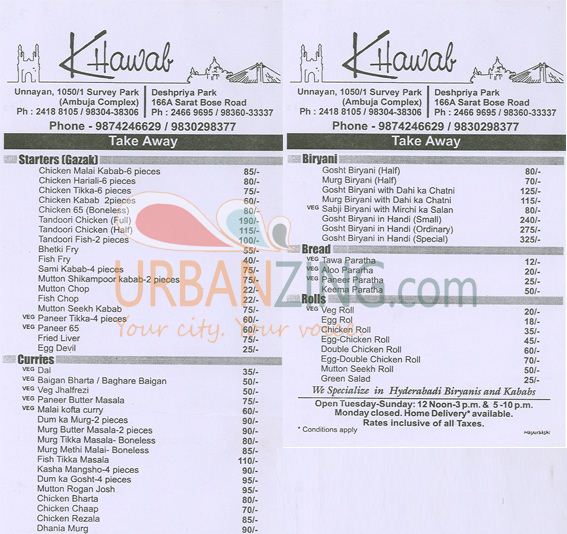 Khawab
Unnayan, 1050/1 Survey Park
(Ambuja Complex)
Ph : 2418 8105 / 98304-38306
Deshpriya Park
166A Sarat Bose Road
Ph : 2466 9695 / 98360-33337
Phone - 9874246629 / 9830298377
Take Away
Starters (Gazak)
Chicken Malai Kabab-6 pieces 85/-
Chicken Hariali-6 pieces 80/-
Chicken Tikka-6 pieces 75/-
Chicken Kabab 2pieces 60/-
Chicken 65 (Boneless) 80/-
Tandoori Chicken (Full) 190/-
Tandoori Chicken (Half) 115/-
Tandoori Fish-2 pieces 100/-
Bhetki Fry 55/-
Fish Fry 40/-
Sami Kabab-4 pieces 75/-
Mutton Shikampoor kabab-2 pieces 75/-
Mutton Chop 22/-
Fish Chop 22/-
Mutton Seekh Kabab
VEG Paneer Tikka-4 pieces 60/-
VEG Paneer 65 60/-
Fried Liver 75/-
Egg Devil 25/-
Curries
VEG Dal 35/-
VEG Baigan Bharta / Baghare Baigan 50/-
VEG Veg Jhalfrezi 50/-
VEG Paneer Butter Masala 75/-
VEG Malai kofta curry 60/-
Dum ka Murg-2 pieces 90/-
Murg Butter Masala-2 pieces 90/-
Murg Tikka Masala- Boneless 80/-
Murg Methi Malai- Boneless 85/-
Fish Tikka Masala 110/-
Kasha Mangsho-4 pieces 90/-
Dum ka Gosht-4 pieces 90/-
Mutton Rogan Josh 95/-
Chicken Bharta 80/-
Chicken Chaap 70/-
Chicken Rezala 85/-
Dhania Murg 90/-
Khawab
Unnayan, 1050/1 Survey Park
(Ambuja Complex)
Ph : 2418 8105 / 98304-38306
Deshpriya Park
166A Sarat Bose Road
Ph : 2466 9695 / 98360-33337
Phone - 9874246629 / 9830298377
Take Away
Biryani
Gosht Biryani (Half) 80/-
Murg Biryani (Half) 70/-
Gosht Biryani with Dahi ka Chatni 125/-
Murg Biryani with Dahi ka Chatni 115/-
VEG Sabji Biryani with Mirchi ka Salan 80/-
Gosht Biryani in Handi (Small) 240/-
Gosht Biryani in Handi (Ordinary) 275/-
Gosht Biryani in Handi (Special) 325/-
Bread
VEG Tawa Paratha 12/-
VEG Aloo Paratha 20/-
VEG Paneer Paratha 25/-
Keema Paratha 50/-
Rolls
VEG Veg Roll 20/-
Egg Rol 18/-
Chicken Roll 35/-
Egg-Chicken Roll 45/-
Double Chicken Roll 60/-
Egg-Double Chicken Roll 70/-
Mutton Seekh Roll 50/-
Green Salad 25/-
We Specialize in Hyderabadi Biryanis and Kababs
Open Tuesday-Sunday: 12 Noon-3 p.m. & 5-10 p.m.
Monday closed. Home Delivery* available.
Rates inclusive of all Taxes.
* Conditions apply
URBANZING.com
Your city. Your voice.